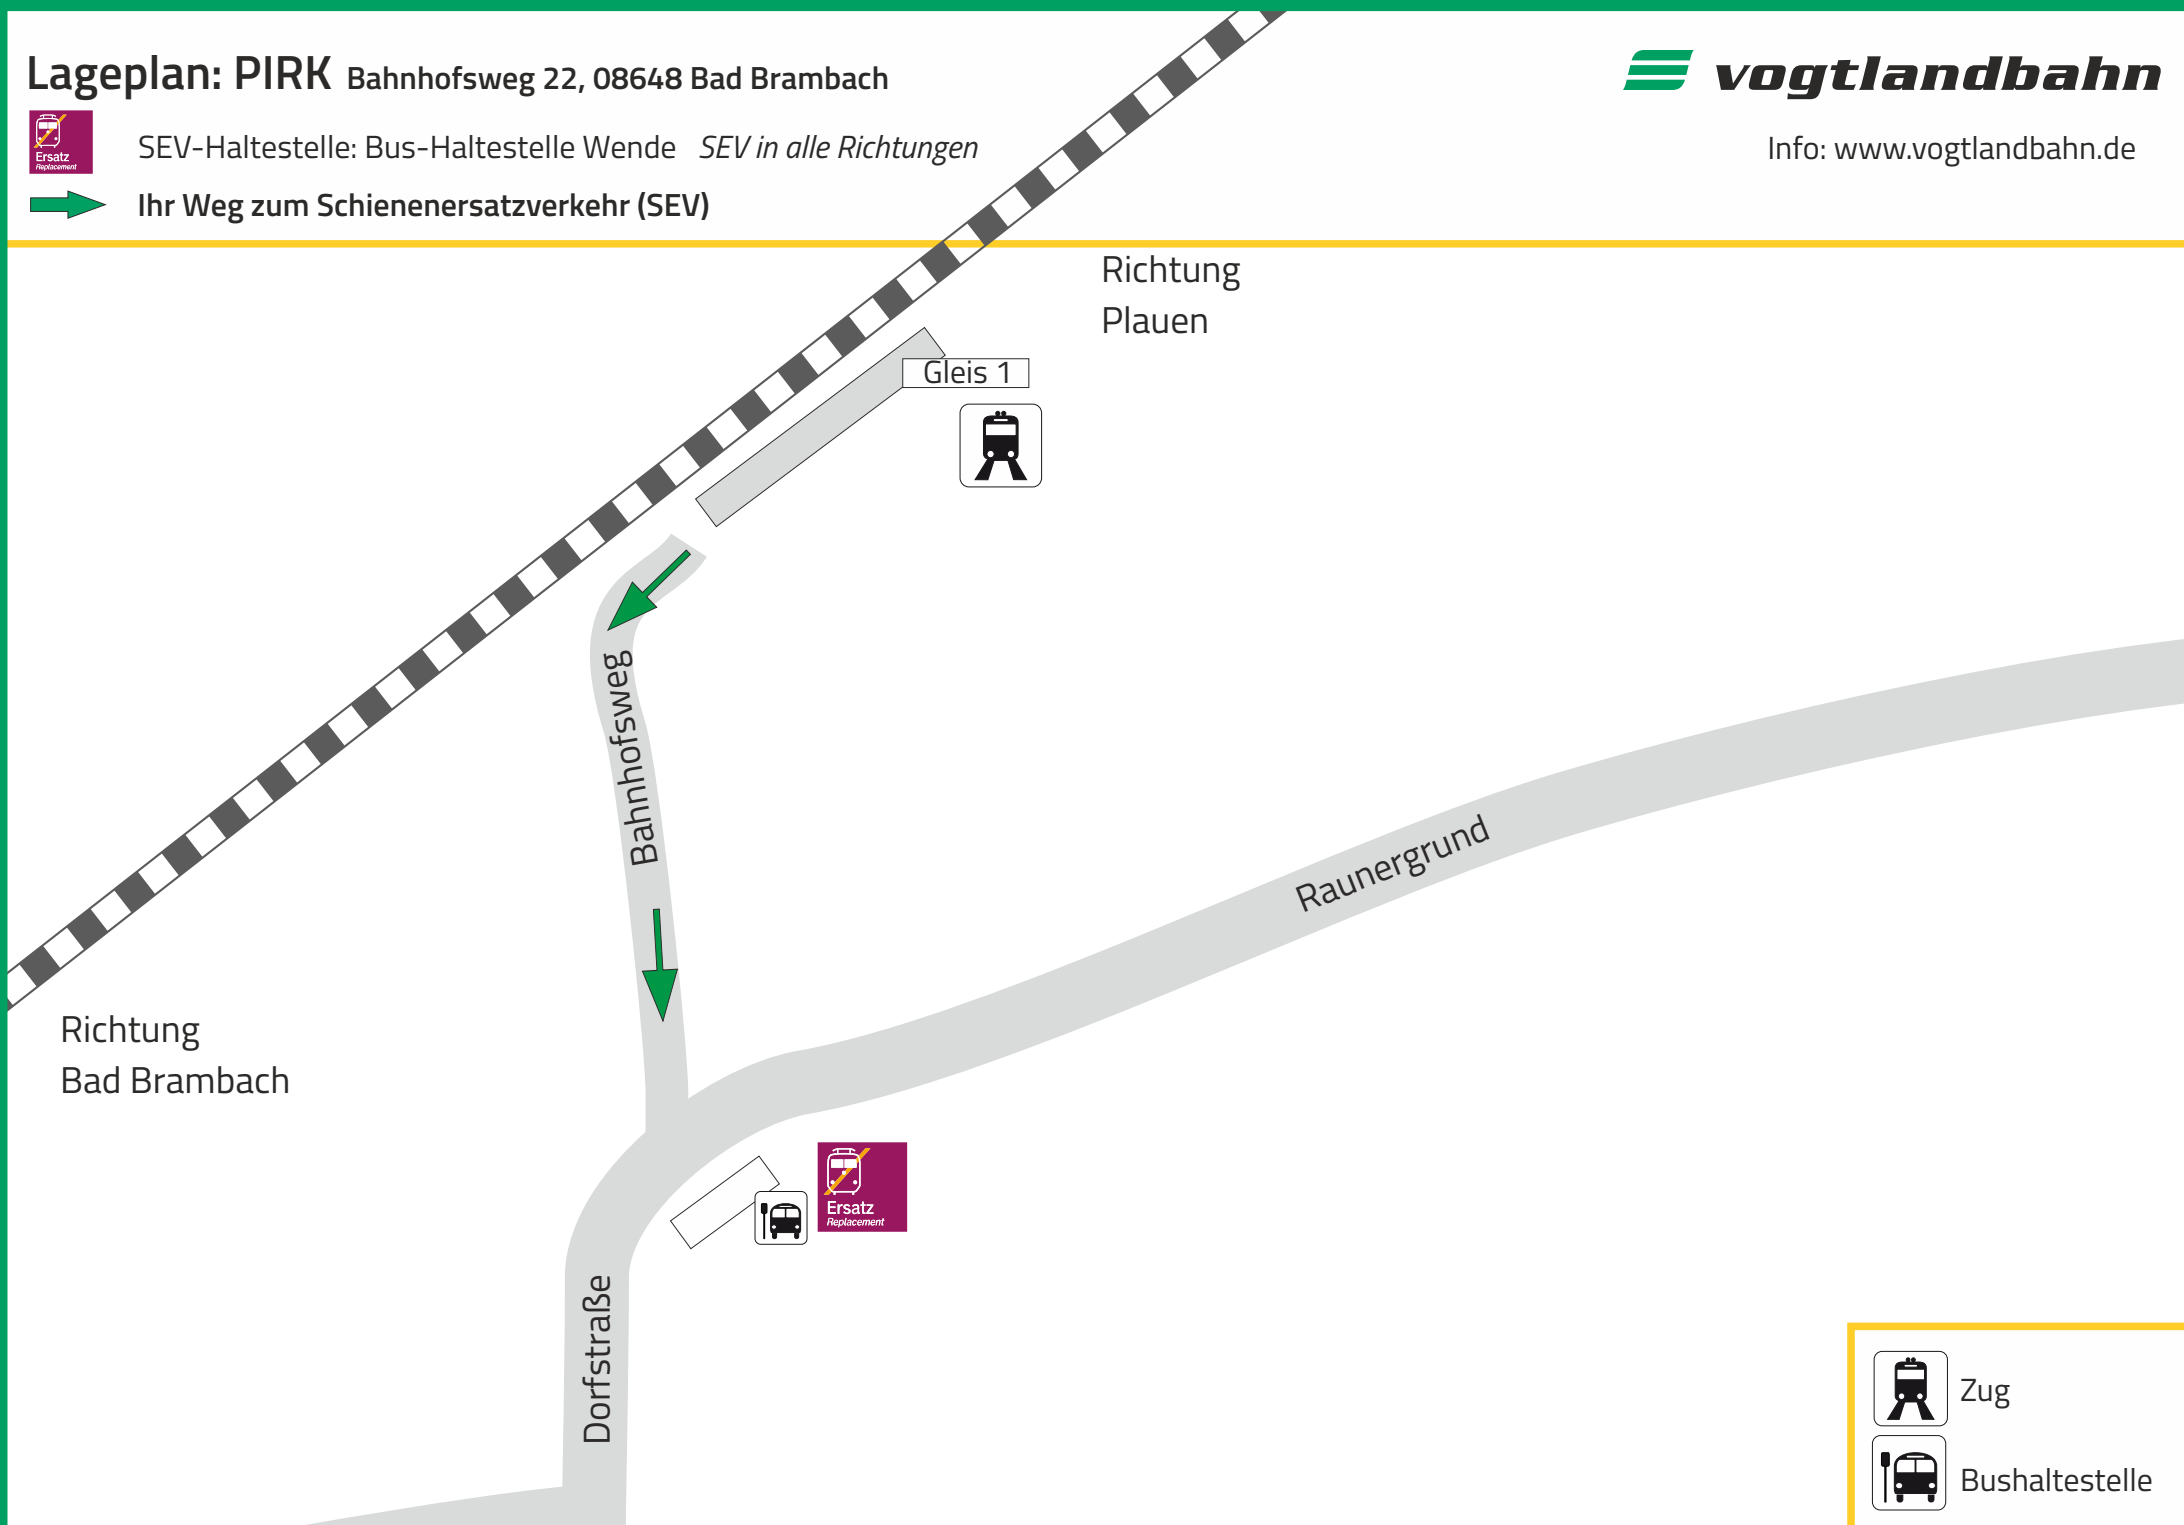 Lageplan: PIRK Bahnhofsweg 22, 08648 Bad Brambach
vogtlandbahn
Ersatz
Replacement
SEV-Haltestelle: Bus-Haltestelle Wende SEV in alle Richtungen
Info: www.vogtlandbahn.de
Ihr Weg zum Schienenersatzverkehr (SEV)
Richtung
Plauen
Gleis 1
Bahnhofsweg
Raunergrund
Richtung
Bad Brambach
Ersatz
Replacement
Dorfstraße
Zug
Bushaltestelle